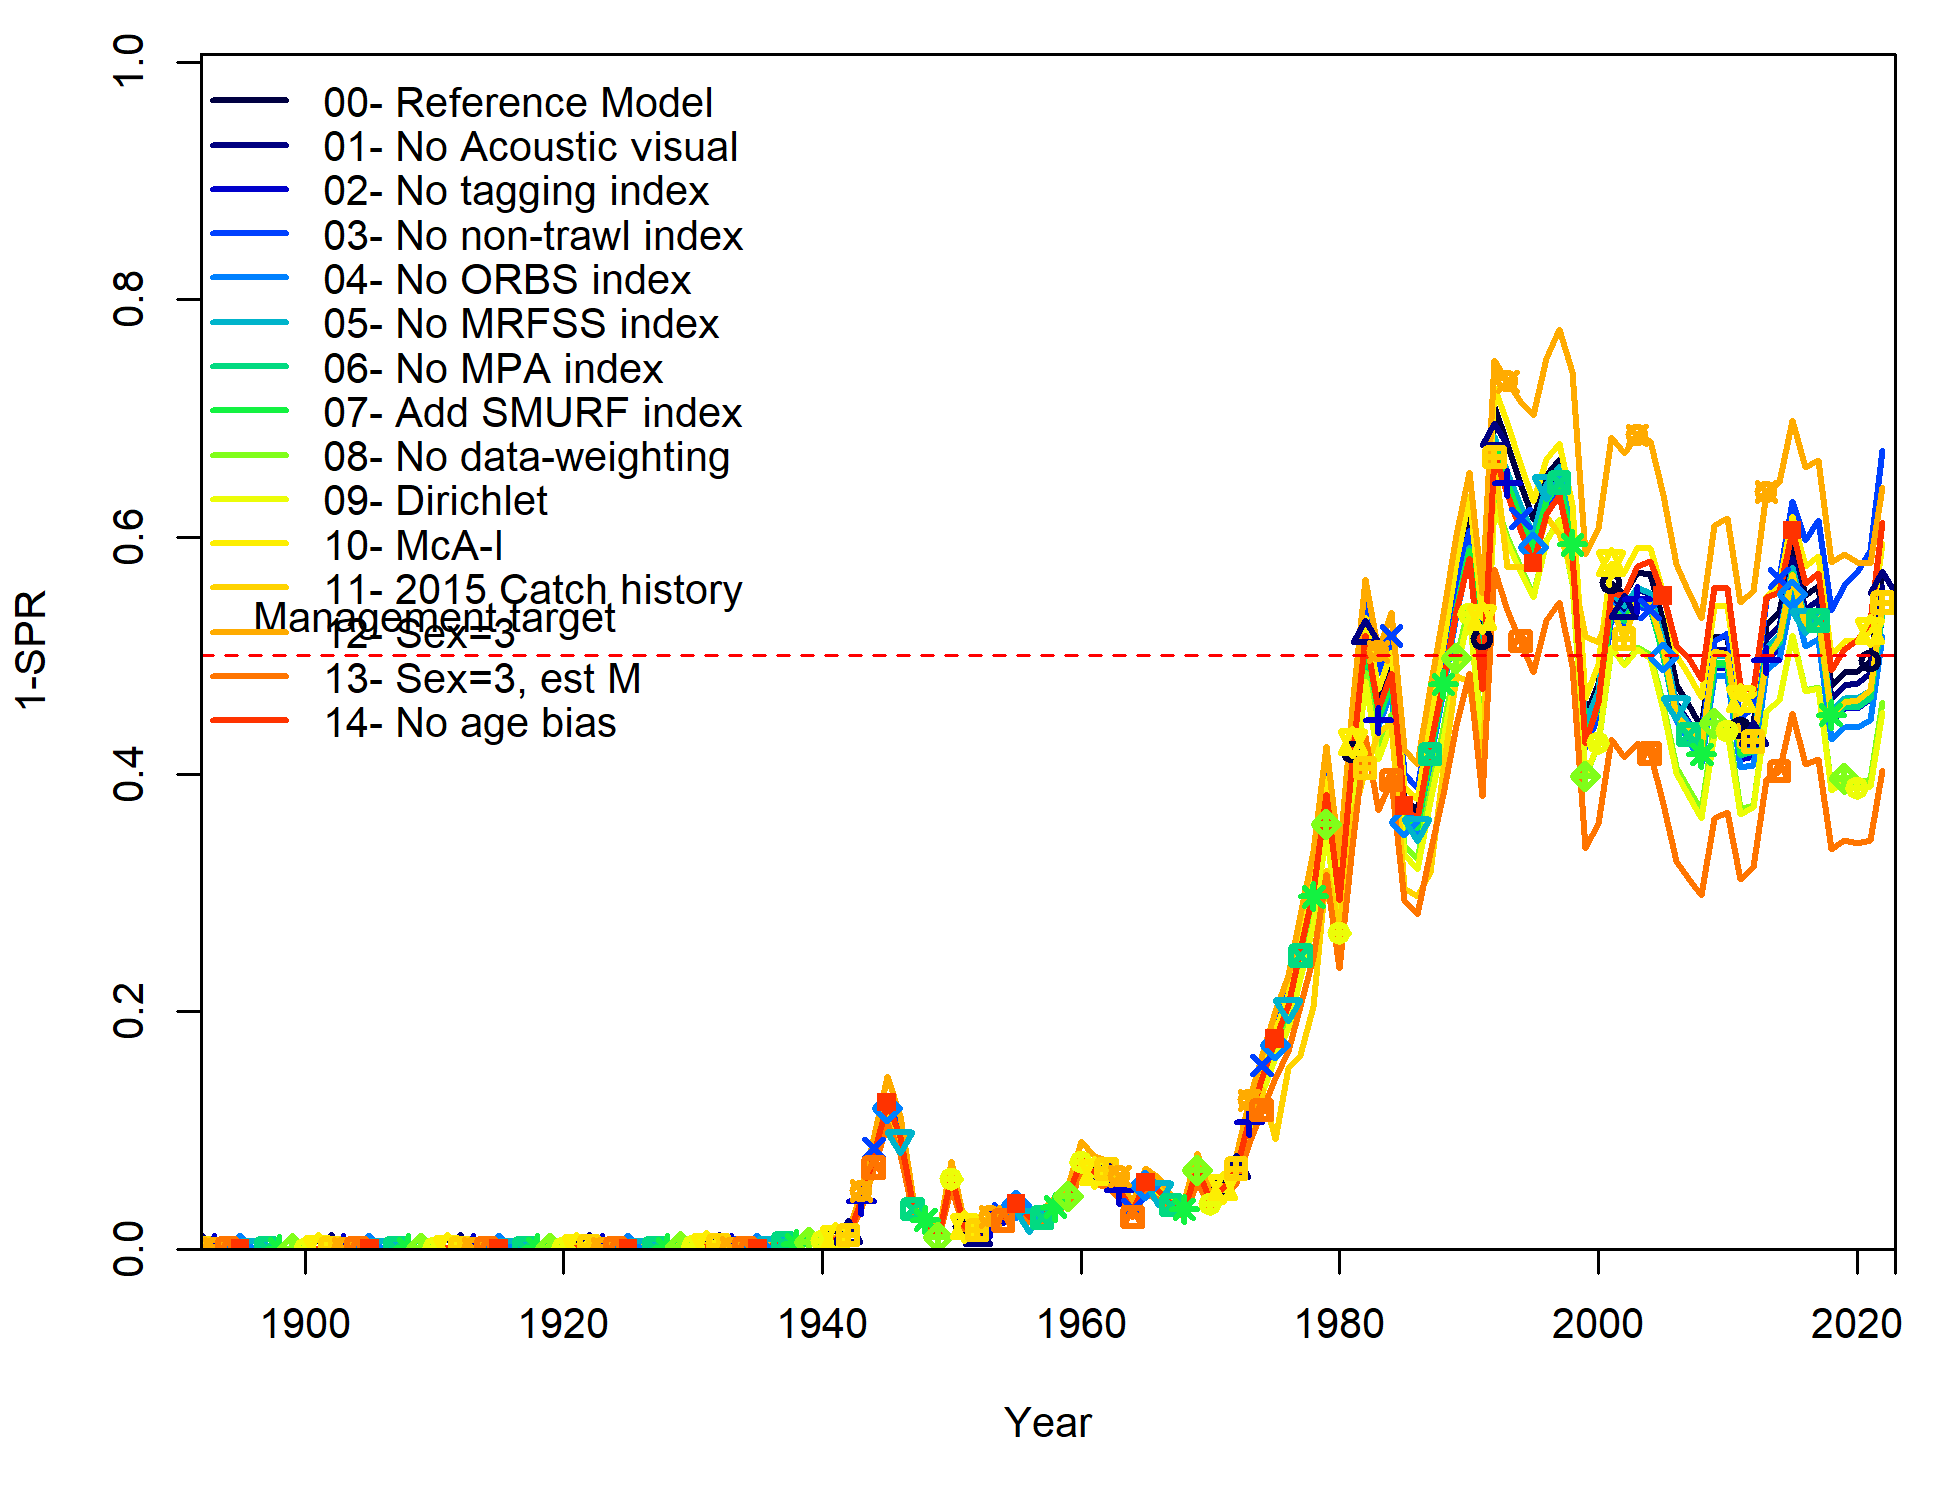 1.0
0.8
0.6
0.4
0.2
0.0
1-SPR
00- Reference Model
01- No Acoustic visual
02- No tagging index
03- No non-trawl index
04- No ORBS index
05- No MRFSS index
06- No MPA index
07- Add SMURF index
08- No data-weighting
09- Dirichlet
10- McA-I
11- 2015 Catch history
Management target
12- Sex=3
13- Sex=3, est M
14- No age bias
1900 1920 1940 1960 1980 2000 2020
Year